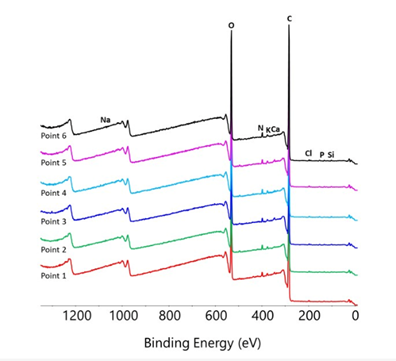 C
O
Na
N K Ca
Cl P Si
Point 6
Point 5
Point 4
Point 3
Point 2
Point 1
1200 1000 800 600 400 200 0
Binding Energy (eV)